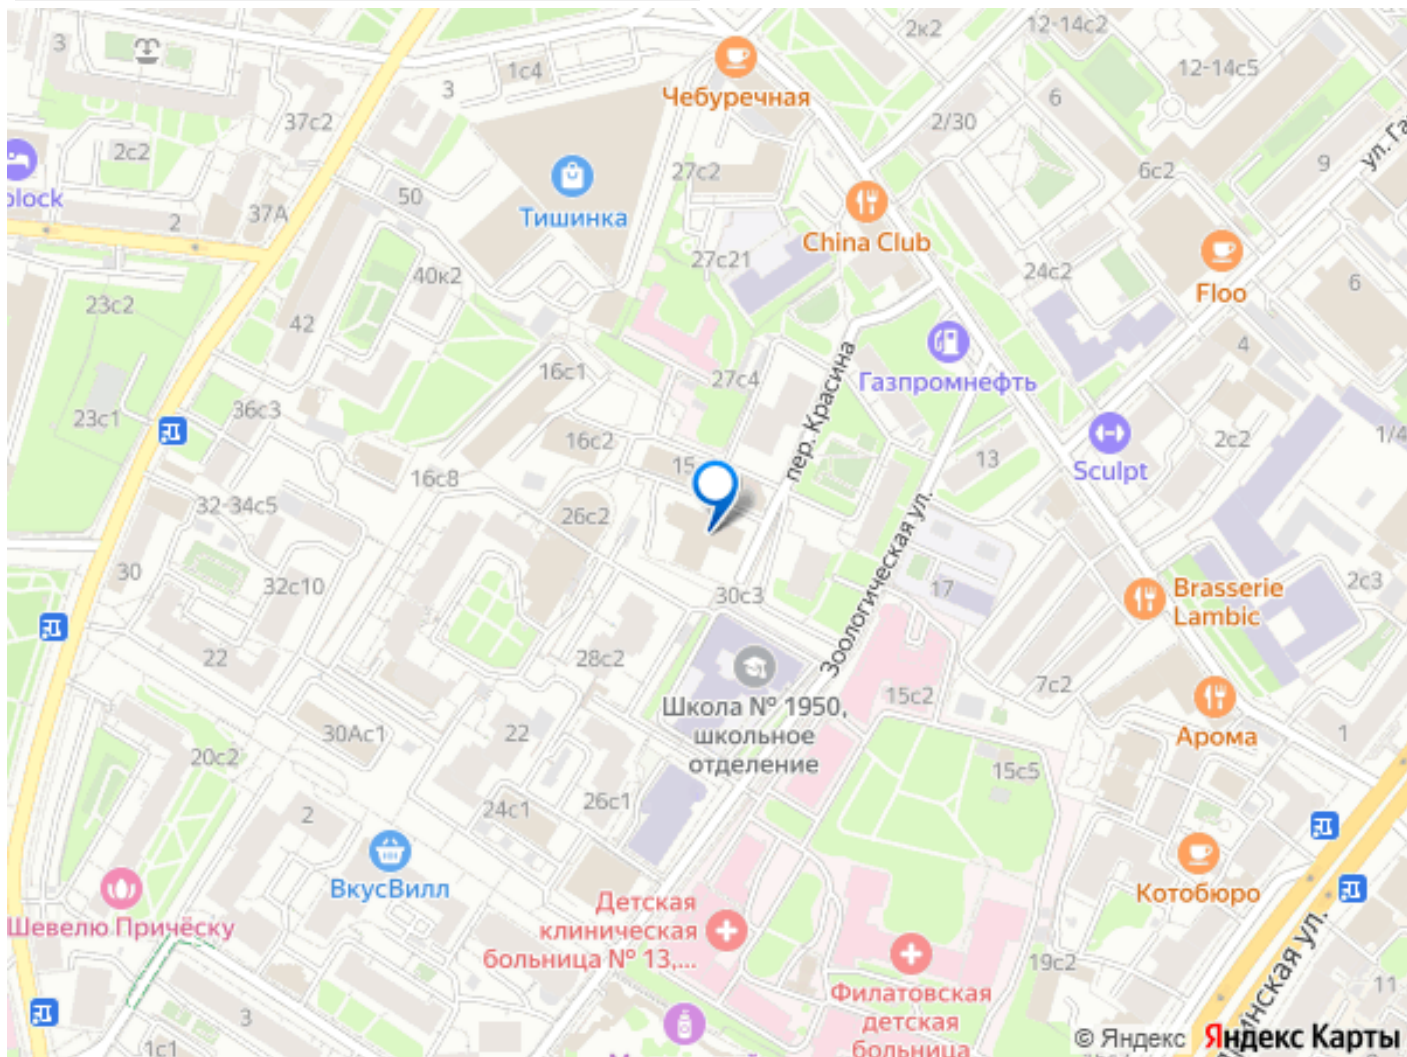 3
1с4
3
Чебуречная
2к2
12-14с2
12-14с5
6
37с2
2с2
2/30
ул. Га
9
6с2
block
50
27с2
Тишинка
37А
2
China Club
27с21
24с2
Floo
6
40к2
23с2
42
4
Газпромнефть
16с1
27с4
пер. Красина
36с3
23с1
16с2
15
2с2
1/4
13
Sculpt
16с8
32-34с5
26с2
Зоологическая ул.
30
32с10
30с3
17
Brasserie
Lambic
2с3
22
28с2
Школа № 1950,
школьное
отделение
15с2
7с2
Арома
1
30Ас1
22
20с2
15с5
26с1
24с1
2
ВкусВилл
Котобюро
Шевелю Причёску
Детская
клиническая
больница № 13,...
Филатовская
детская
больница
19с2
инская ул.
11
3
1с1
© Яндекс Яндекс Карты